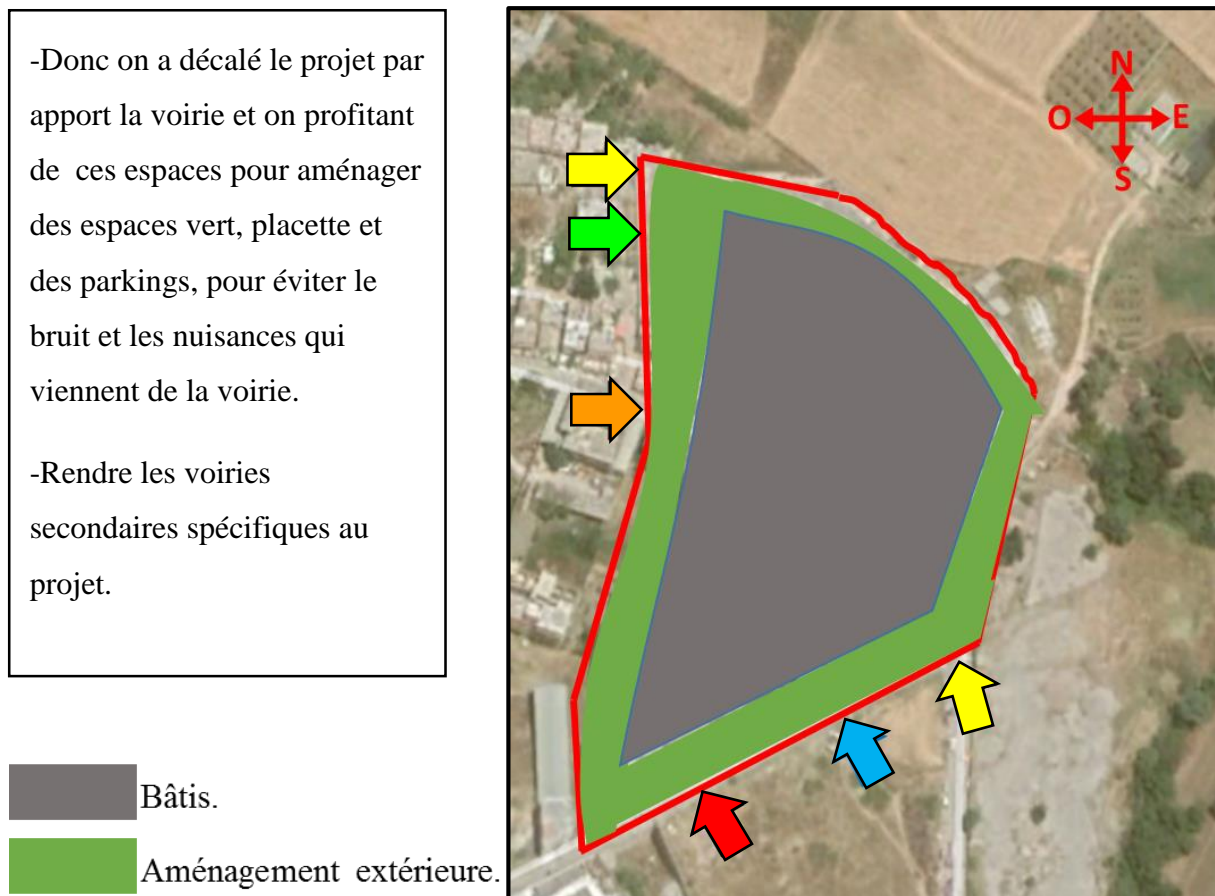 -Donc on a décalé le projet par
apport la voirie et on profitant
de ces espaces pour aménager
des espaces vert, placette et
des parkings, pour éviter le
bruit et les nuisances qui
viennent de la voirie.
-Rendre les voiries
secondaires spécifiques au
projet.
N
O E
S
Bâtis.
Aménagement extérieure.